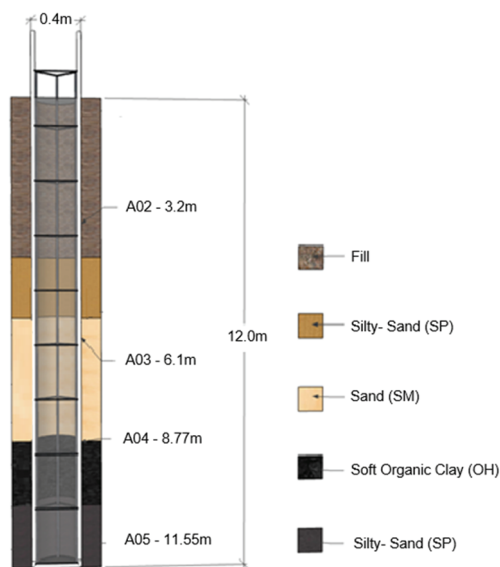 0.4m
A02 - 3.2m
Fill
Silty- Sand (SP)
12.0m
A03 - 6.1m
Sand (SM)
A04 - 8.77m
Soft Organic Clay (OH)
A05 - 11.55m
Silty- Sand (SP)